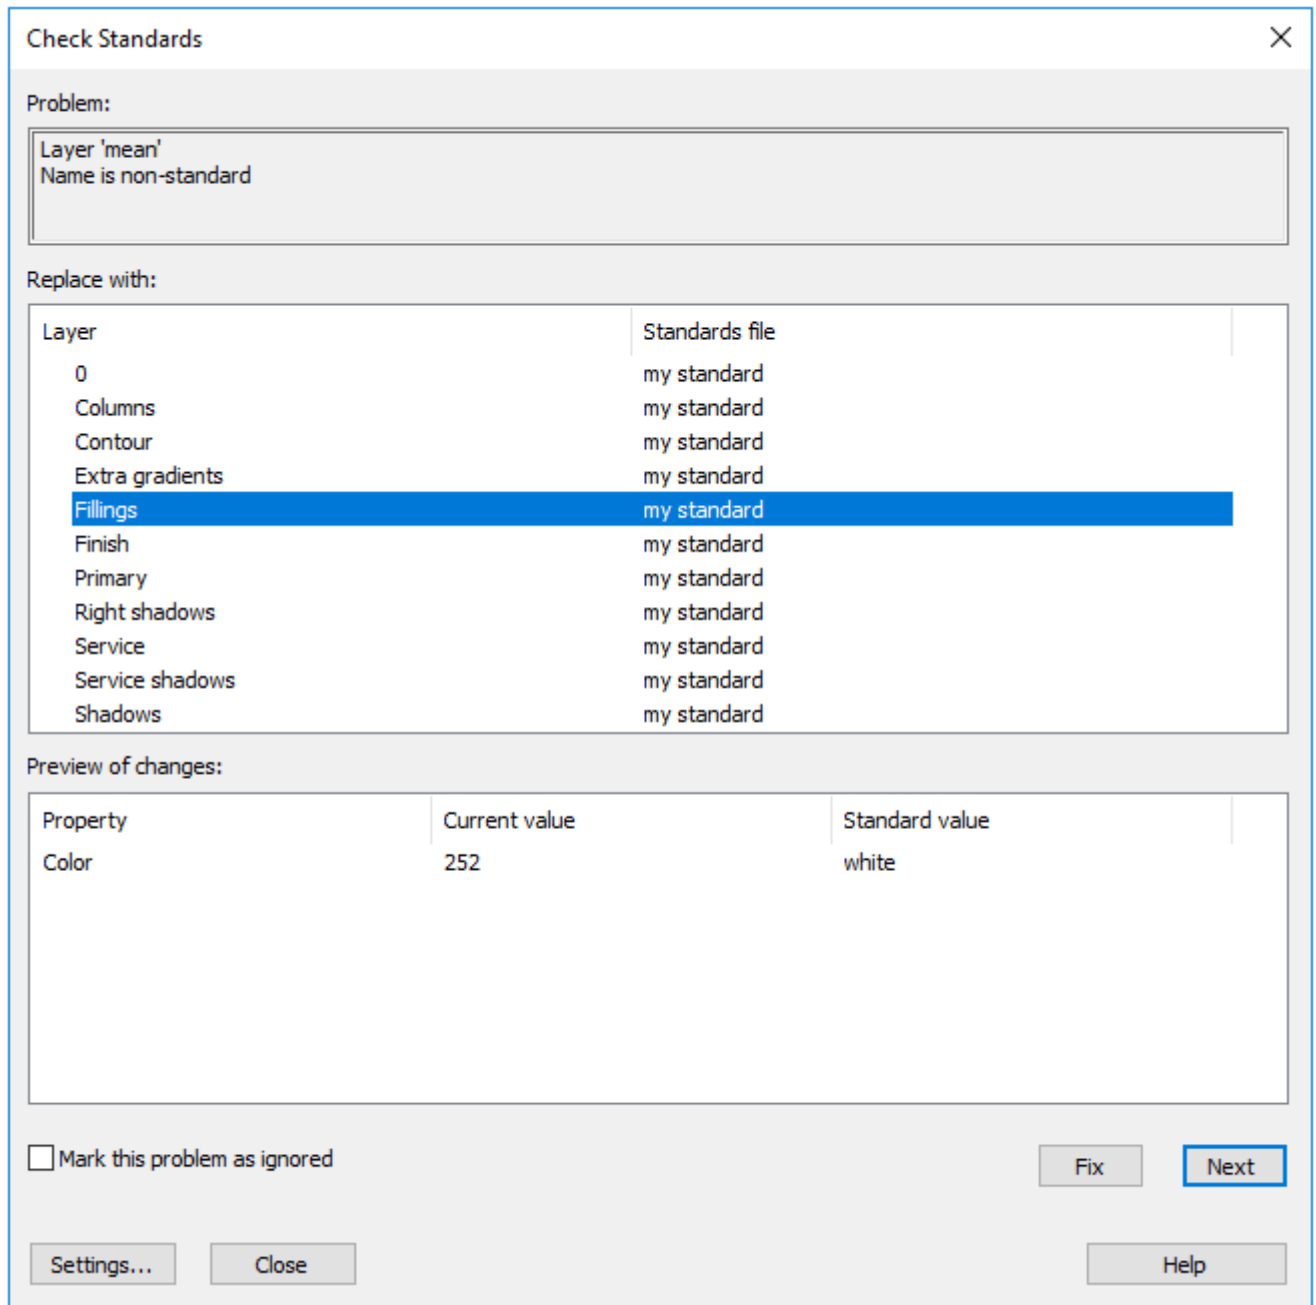 Check Standards
Problem:
Layer 'mean'
Name is non-standard
Replace with:
Layer Standards file
0 my standard
Columns my standard
Contour my standard
Extra gradients my standard
Fillings my standard
Finish my standard
Primary my standard
Right shadows my standard
Service my standard
Service shadows my standard
Shadows my standard
Preview of changes:
Property Current value Standard value
Color 252 white
Mark this problem as ignored
Fix Next
Settings... Close Help